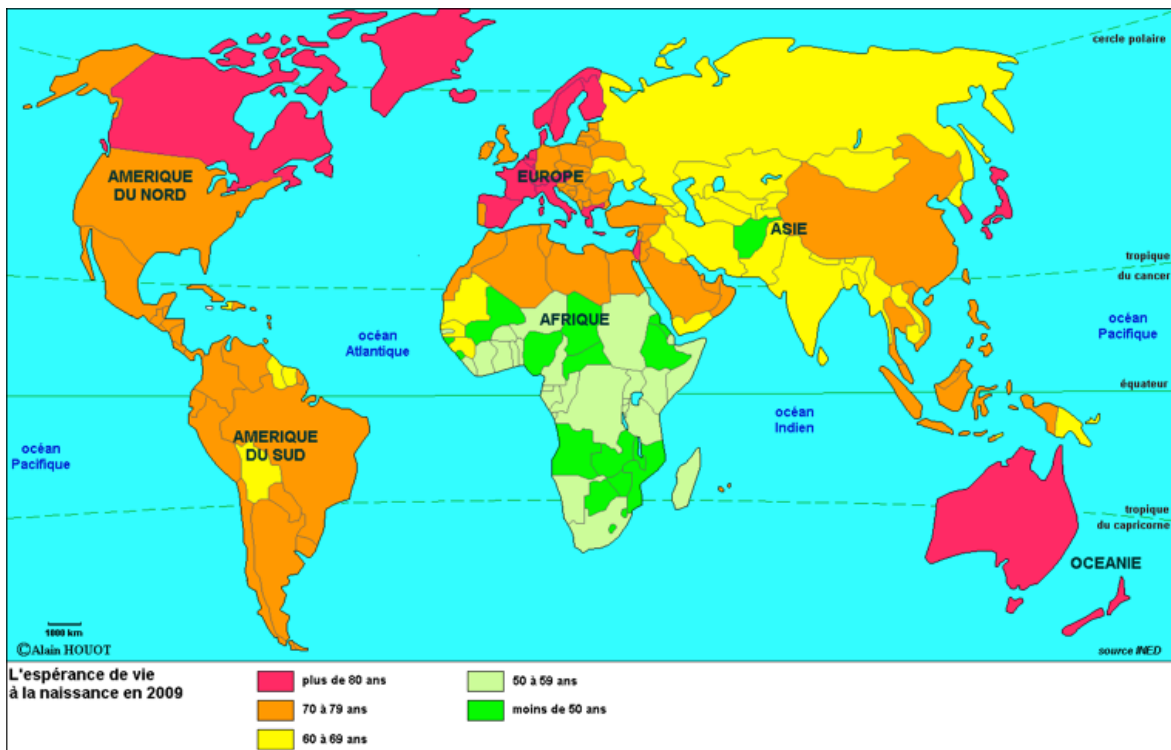 cercle polaire
AMERIQUE
DU NORD
EUROPE
ASIE
tropique
du cancer
AFRIQUE
océan
Atlantique
océan
Pacifique
équateur
océan
Indien
AMERIQUE
DU SUD
océan
Pacifique
tropique
du capricorne
OCEANIE
1000 km
©Alain HOUOT
source INED
L'espérance de vie
à la naissance en 2009
plus de 80 ans
70 à 79 ans
60 à 69 ans
50 à 59 ans
moins de 50 ans